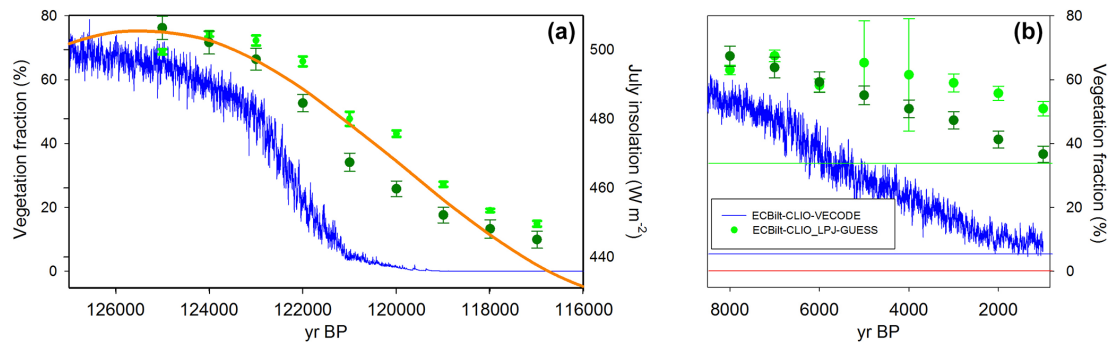 (a)
80
60
40
20
0
Vegetation fraction (%)
500
480
460
440
July insolation (W m-2)
126000 124000 122000 120000 118000 116000
yr BP
(b)
80
60
40
20
0
Vegetation fraction (%)
ECBilt-CLIO-VECODE
ECBilt-CLIO_LPJ-GUESS
8000 6000 4000 2000
yr BP